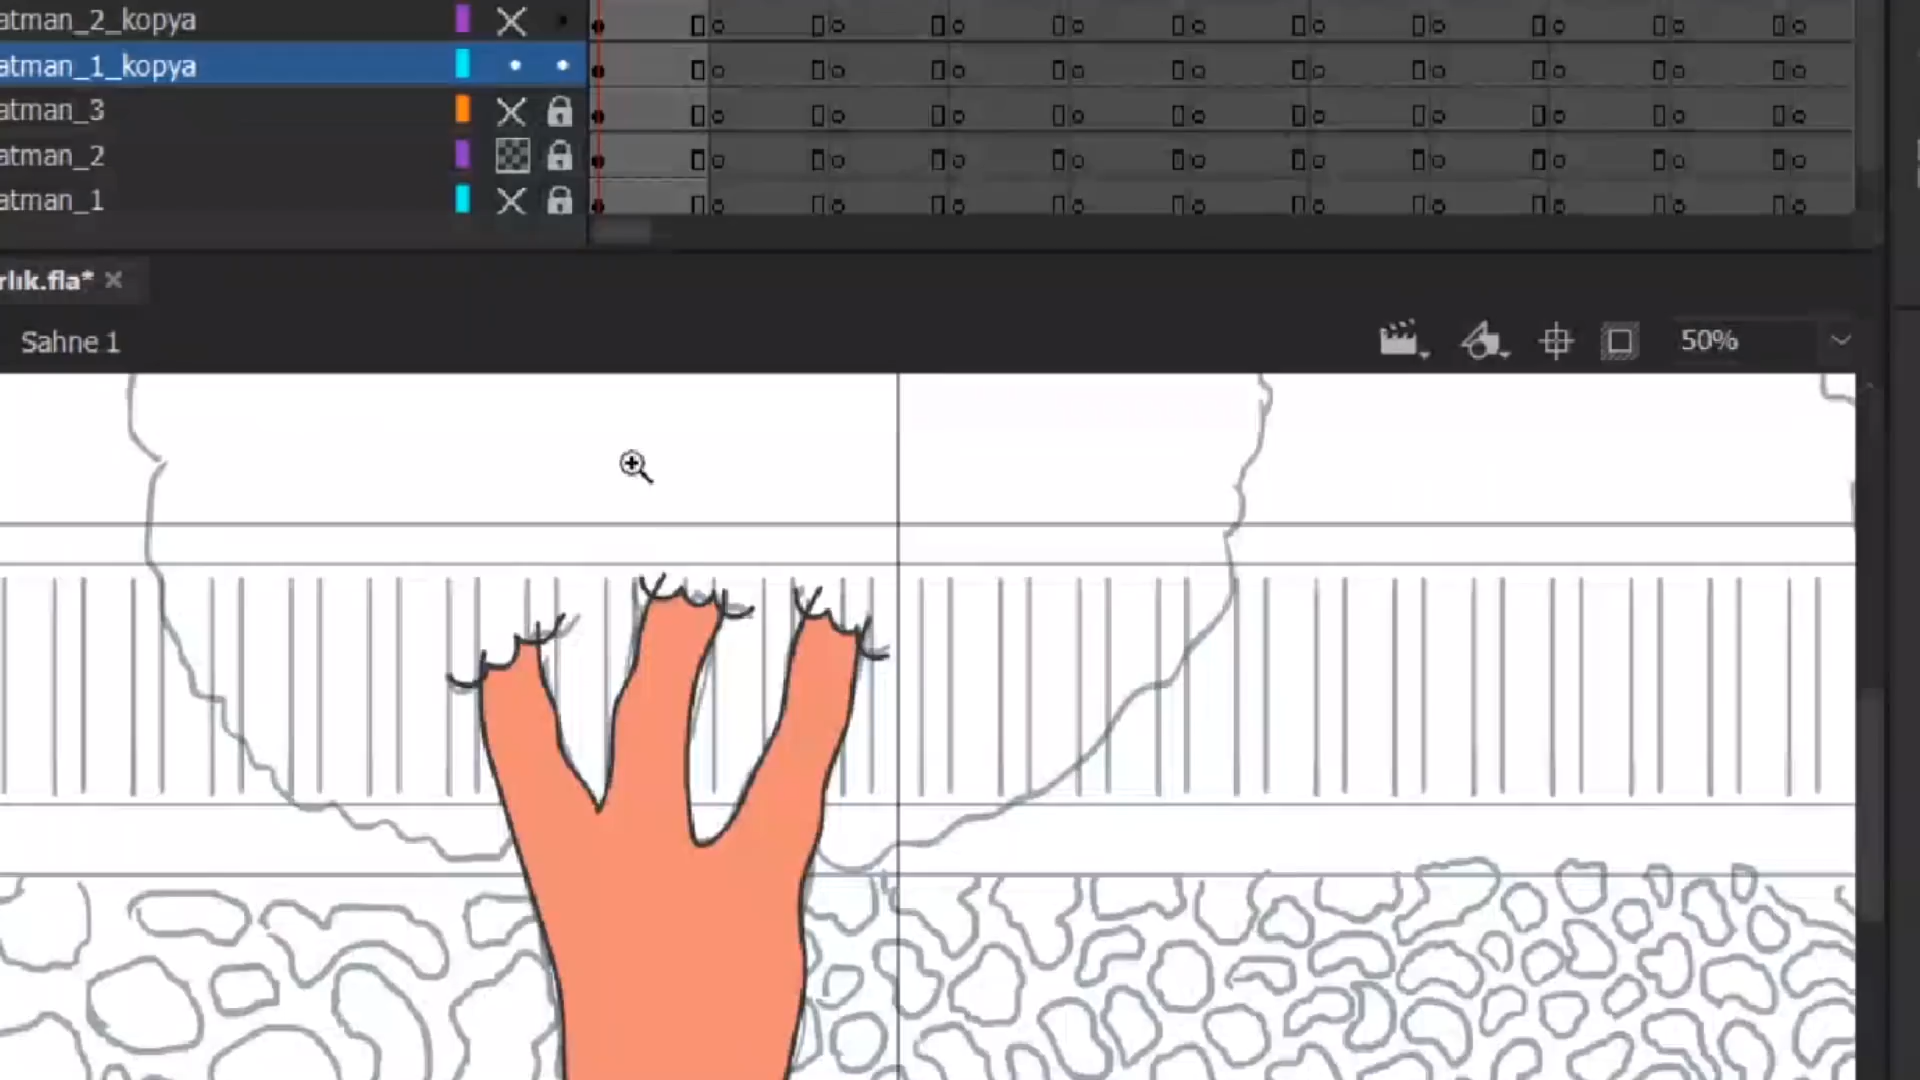 atman_2_kopya
atman_1_kopya
atman_3
atman_2
atman_1
rlık.fla*
Sahne 1
50%